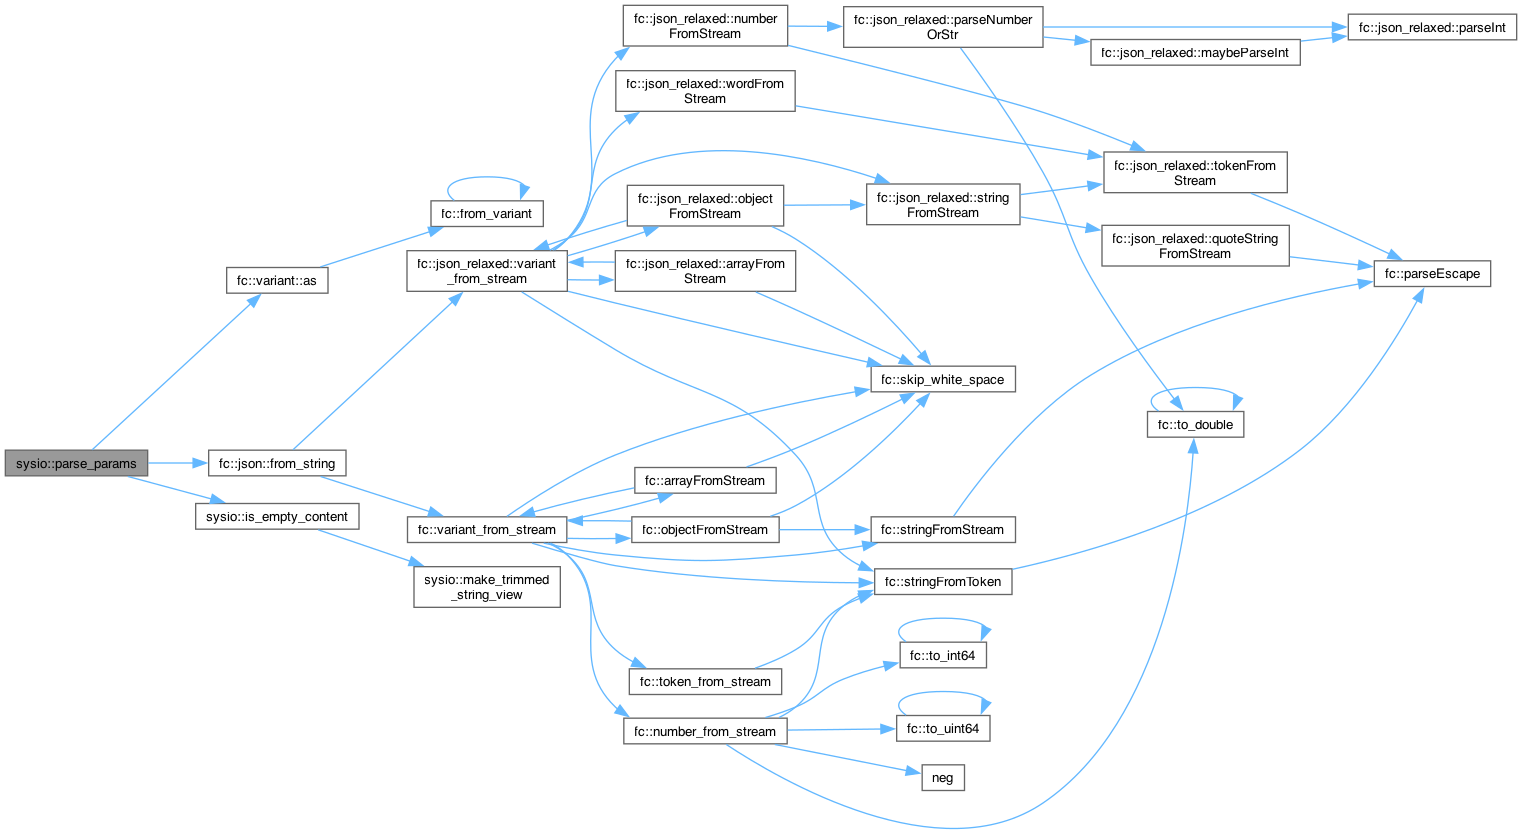 sysio::parse_params
fc::variant::as
fc::json::from_string
sysio::is_empty_content
fc::from_variant
fc::json_relaxed::variant
_from_stream
fc::variant_from_stream
sysio::make_trimmed
_string_view
fc::json_relaxed::number
FromStream
fc::json_relaxed::wordFrom
Stream
fc::json_relaxed::object
FromStream
fc::json_relaxed::arrayFrom
Stream
fc::arrayFromStream
fc::objectFromStream
fc::token_from_stream
fc::number_from_stream
fc::json_relaxed::parseNumber
OrStr
fc::json_relaxed::string
FromStream
fc::skip_white_space
fc::stringFromStream
fc::stringFromToken
fc::to_int64
fc::to_uint64
neg
fc::json_relaxed::maybeParseInt
fc::json_relaxed::tokenFrom
Stream
fc::json_relaxed::quoteString
FromStream
fc::to_double
fc::json_relaxed::parseInt
fc::parseEscape